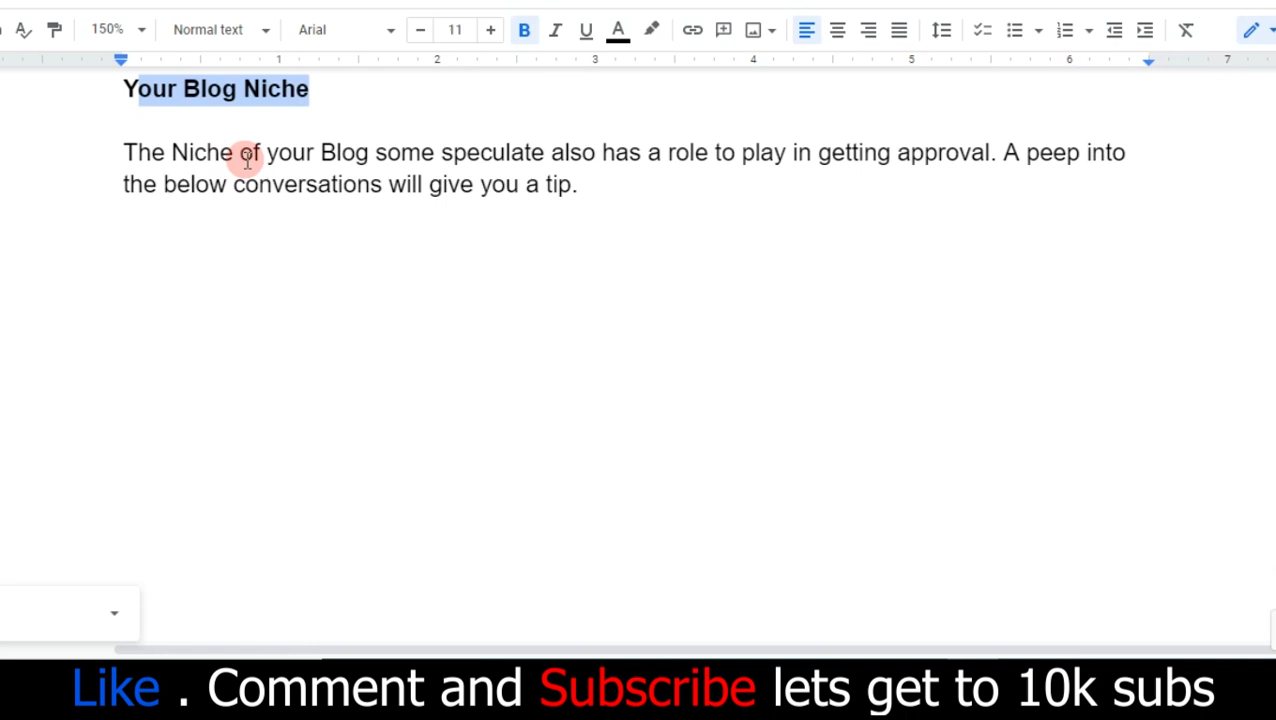 150% Normal text Arial 11 B I U A
1 2 3 4 5 6 7
Your Blog Niche
The Niche of your Blog some speculate also has a role to play in getting approval. A peep into
the below conversations will give you a tip.
Like . Comment and Subscribe lets get to 10k subs